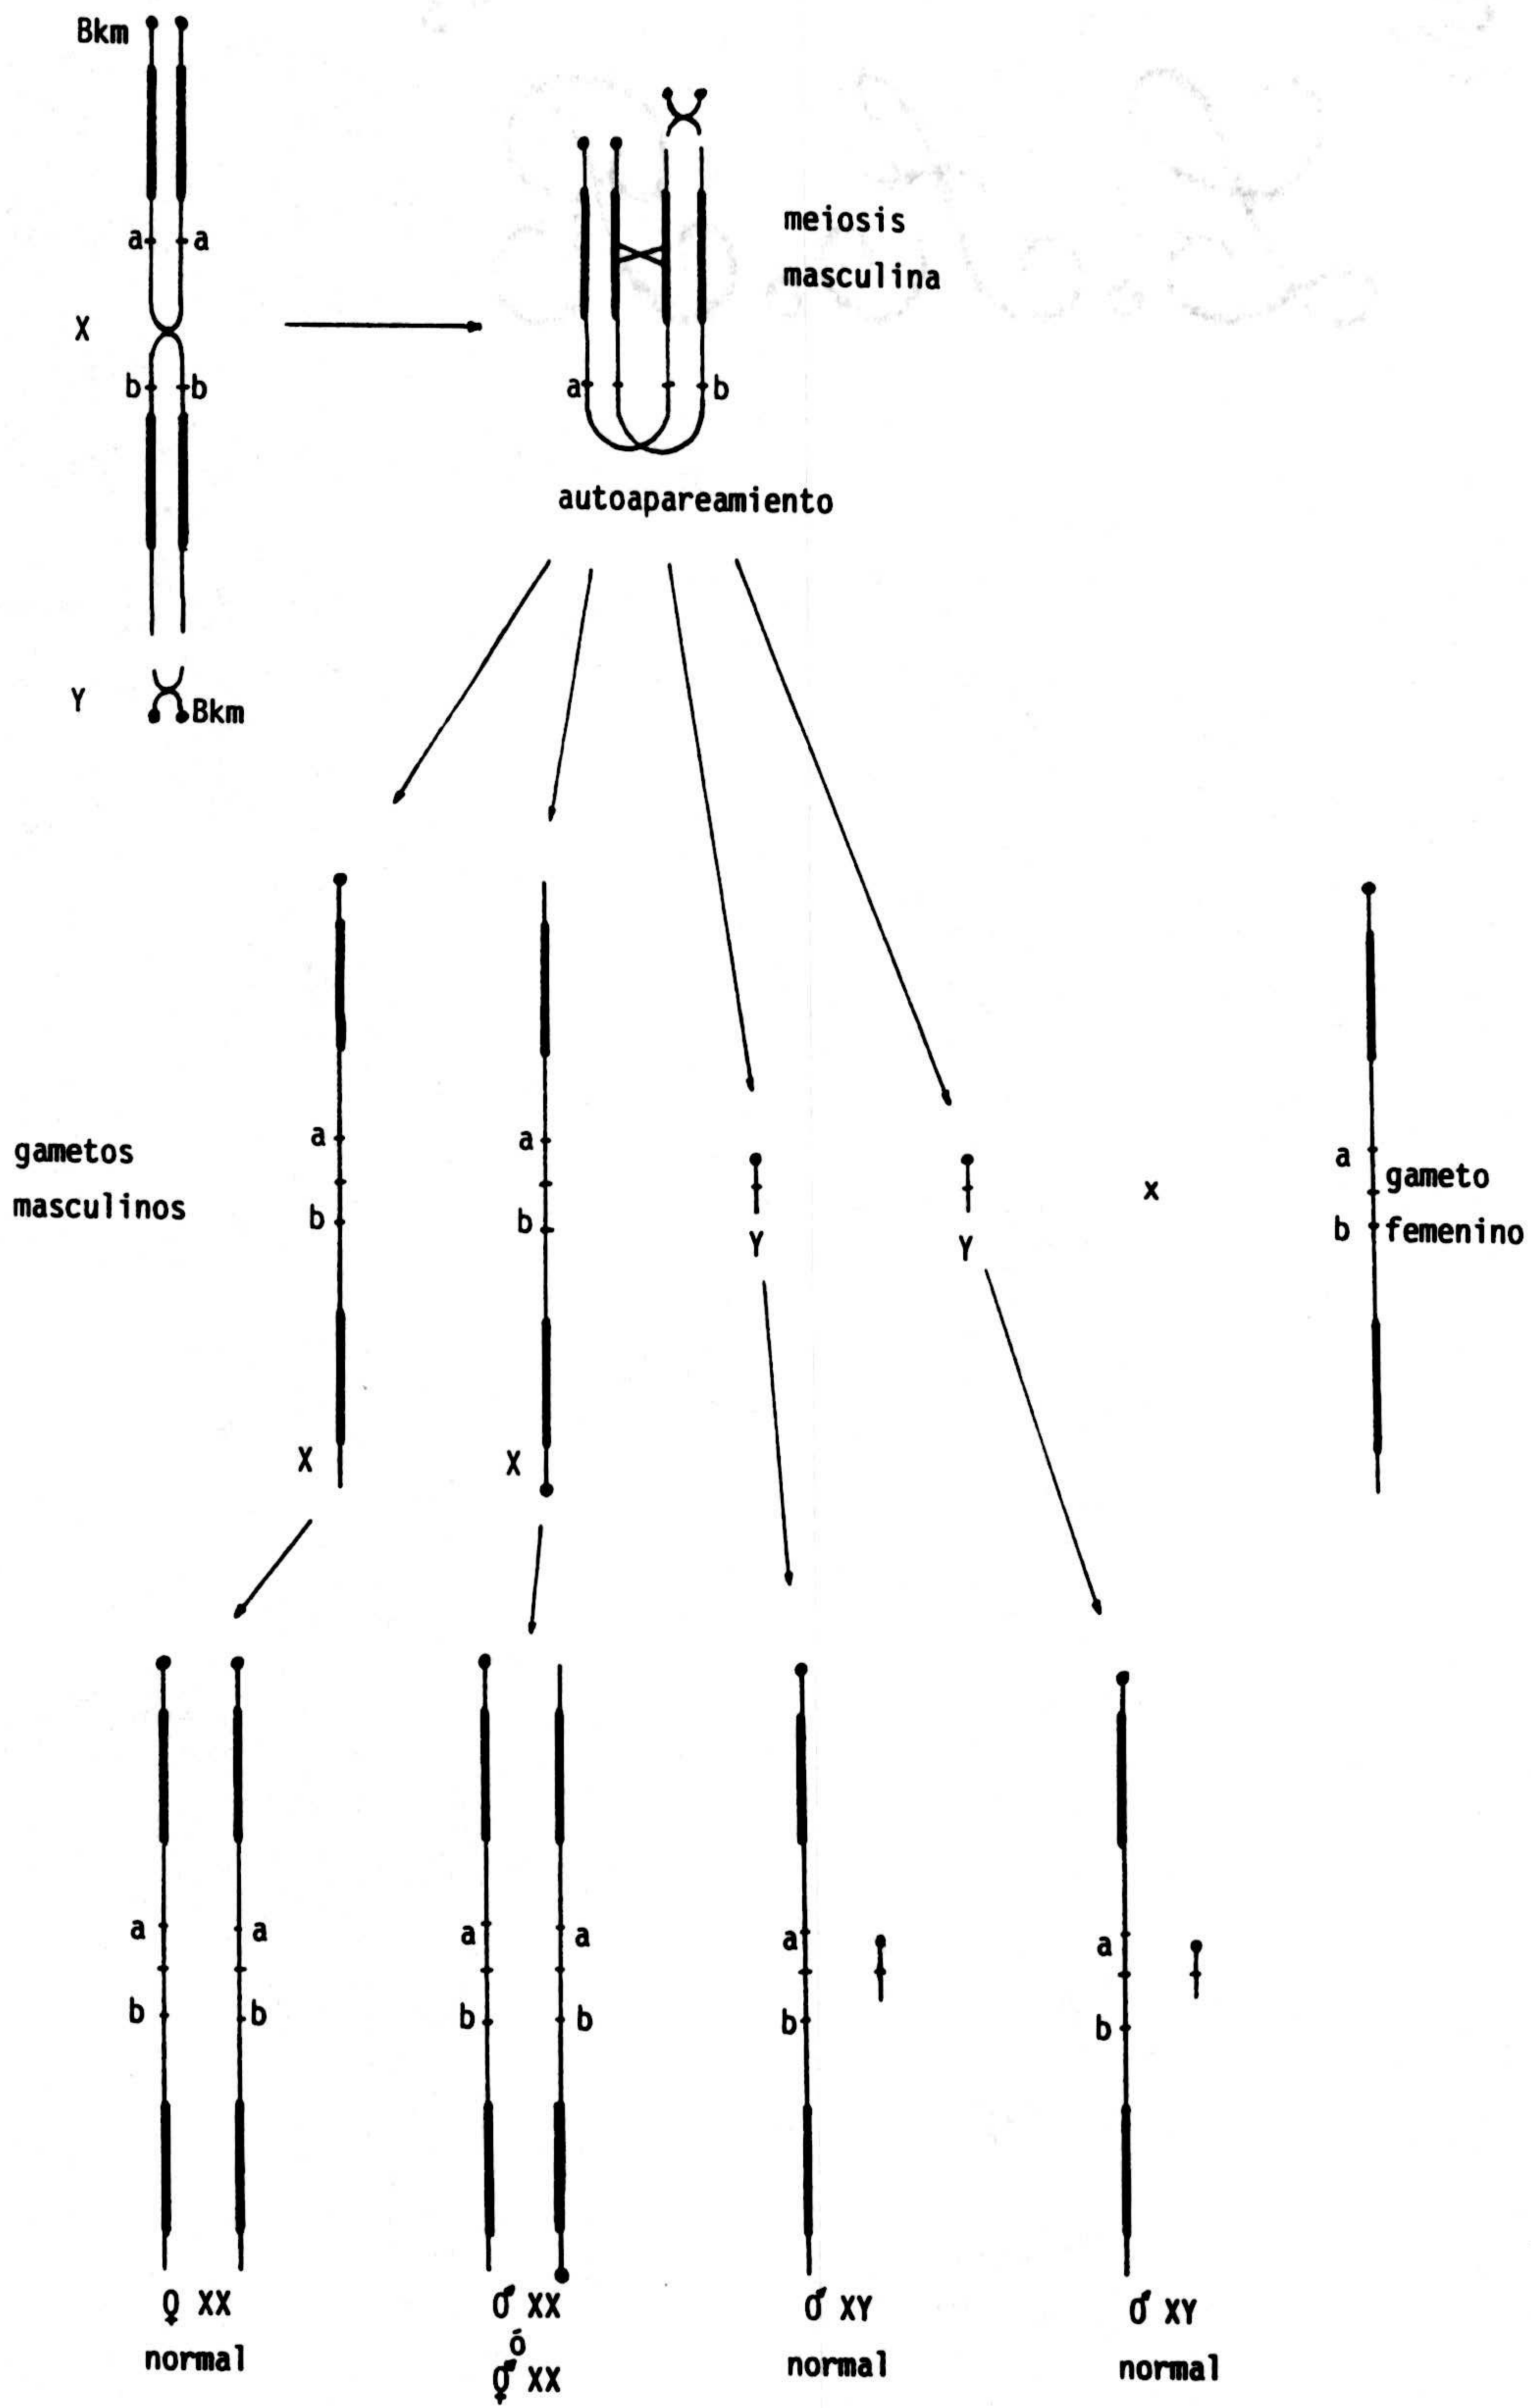 Bkm
a a
X
b b
Y Bkm
meiosis
masculina
a b
autoapareamiento
gametos
masculinos
a
b
X
a
b
X
Y
Y
x
a
b
gameto
femenino
a a
b b
♀ XX
normal
a a
b b
♂ XX
ó
⚥ XX
a
b
♂ XY
normal
a
b
♂ XY
normal